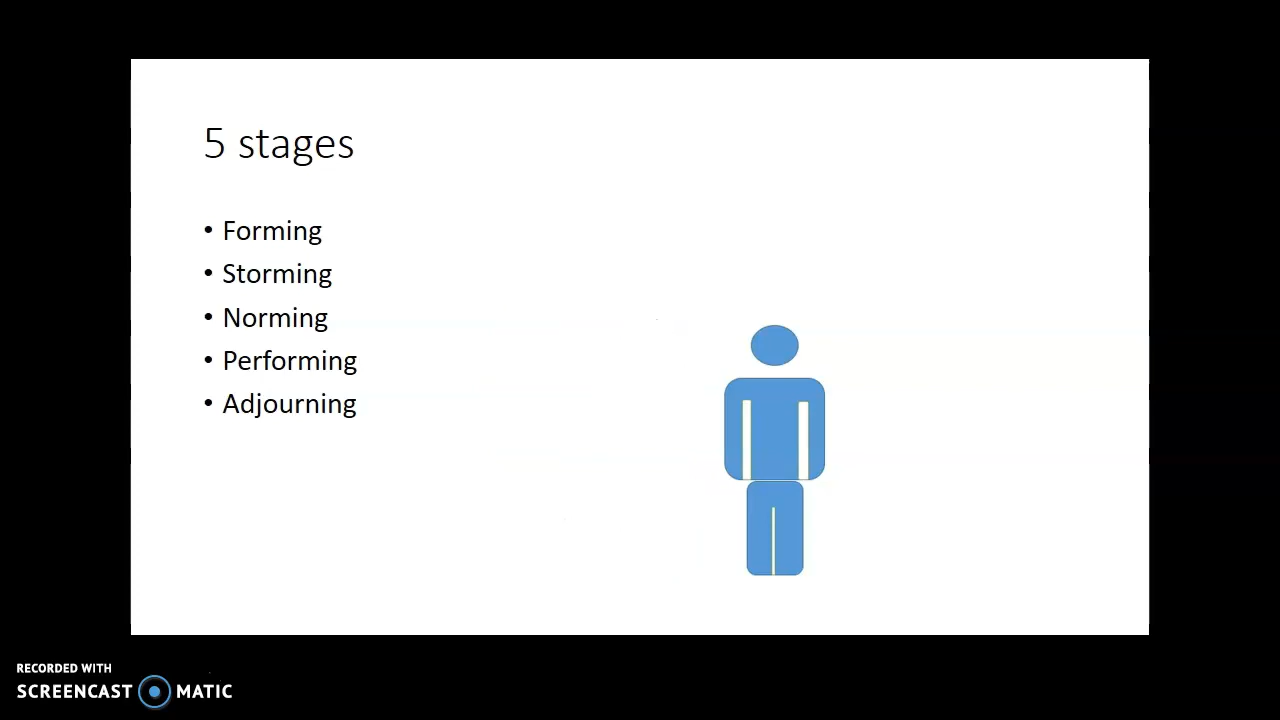 5 stages
• Forming
• Storming
• Norming
• Performing
• Adjourning
RECORDED WITH
SCREENCAST MATIC